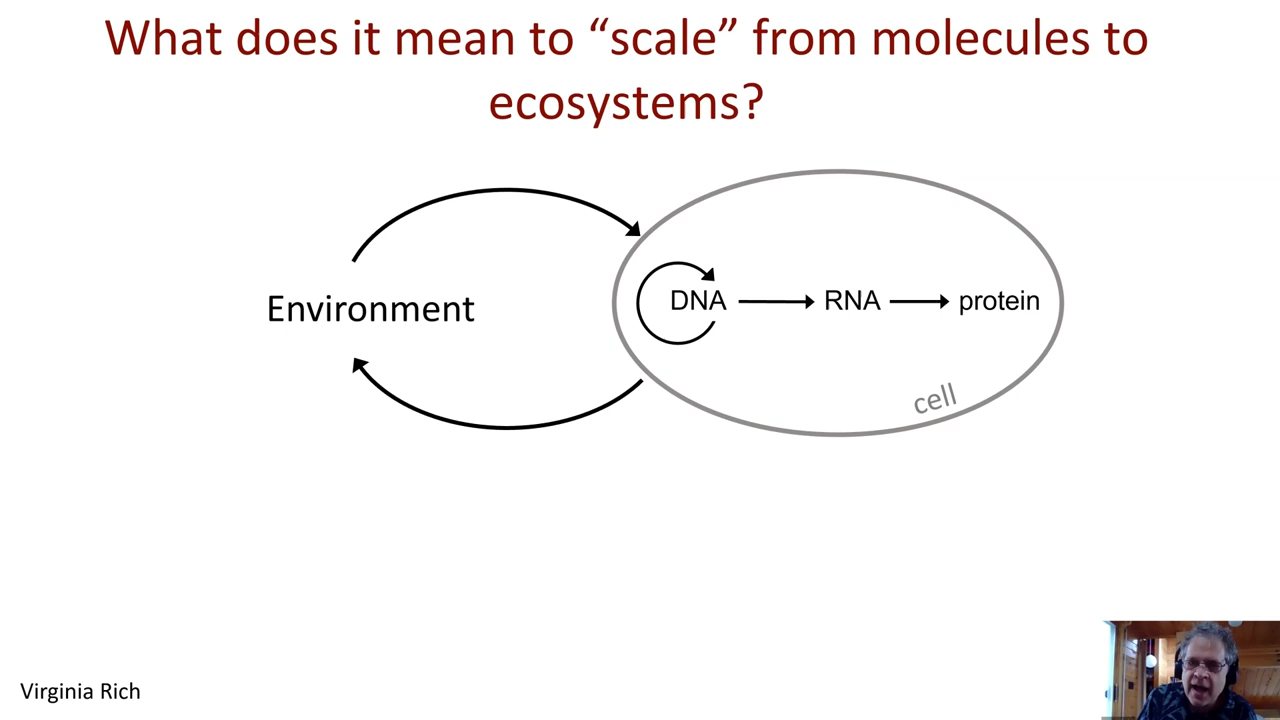 What does it mean to “scale” from molecules to
ecosystems?
Environment
DNA
RNA
protein
cell
Virginia Rich